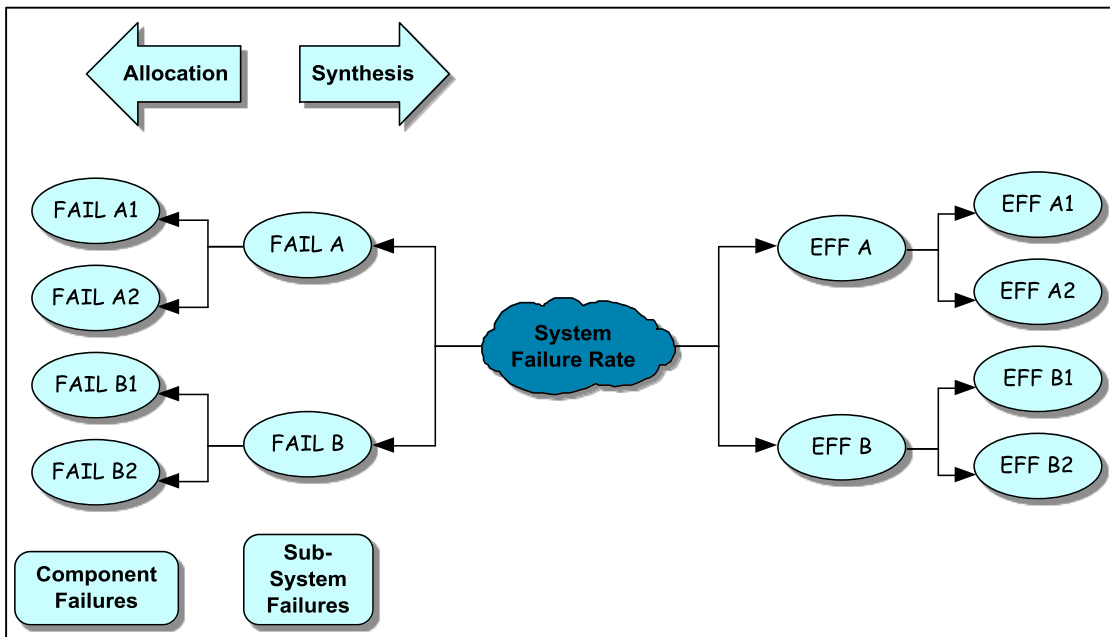 Allocation
Synthesis
FAIL A1
FAIL A
FAIL A2
FAIL B1
FAIL B
FAIL B2
System
Failure Rate
EFF A
EFF A1
EFF A2
EFF B
EFF B1
EFF B2
Component
Failures
Sub-
System
Failures